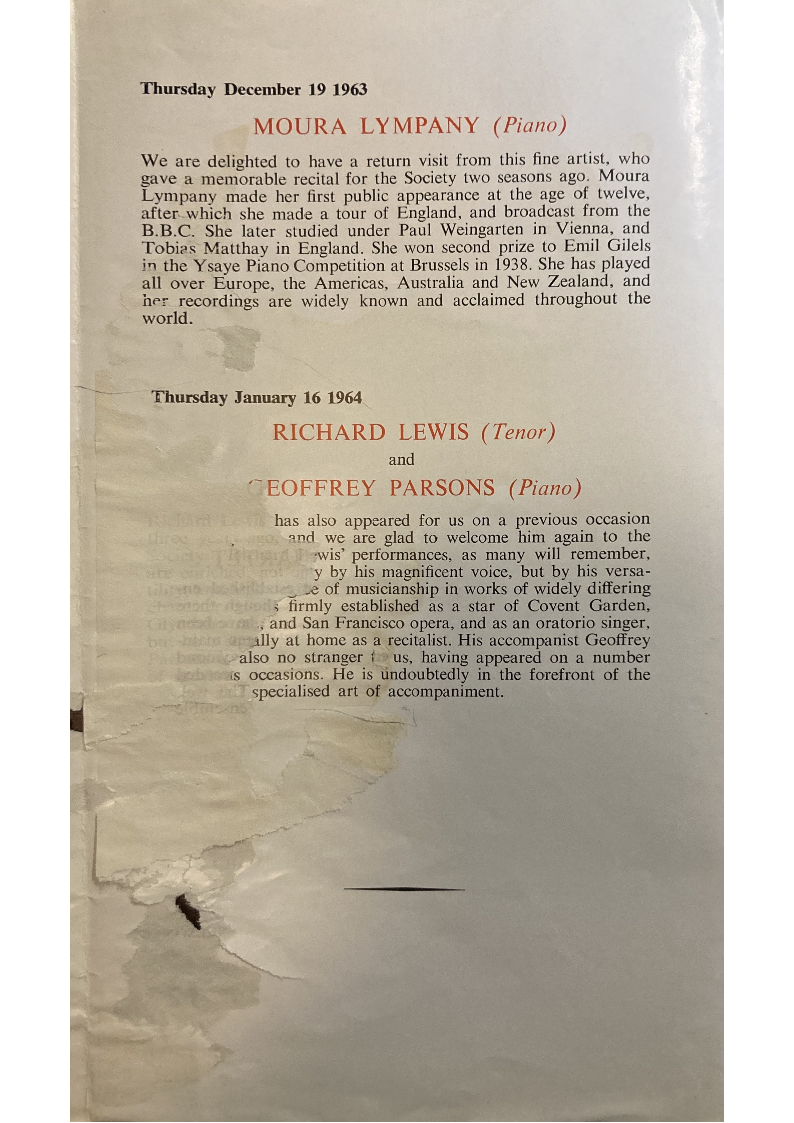 Thursday December 19 1963
MOURA LYMPANY (Piano)
We are delighted to have a return visit from this fine artist, who
gave a memorable recital for the Society two seasons ago. Moura
Lympany made her first public appearance at the age of twelve,
after which she made a tour of England, and broadcast from the
B.B.C. She later studied under Paul Weingarten in Vienna, and
Tobias Matthay in England. She won second prize to Emil Gilels
in the Ysaye Piano Competition at Brussels in 1938. She has played
all over Europe, the Americas, Australia and New Zealand, and
her recordings are widely known and acclaimed throughout the
world.
Thursday January 16 1964
RICHARD LEWIS (Tenor)
and
GEOFFREY PARSONS (Piano)
Richard Lewis has also appeared for us on a previous occasion
and we are glad to welcome him again to the
performances, as many will remember,
by his magnificent voice, but by his versa-
of musicianship in works of widely differing
firmly established as a star of Covent Garden,
and San Francisco opera, and as an oratorio singer,
at home as a recitalist. His accompanist Geoffrey
also no stranger us, having appeared on a number
occasions. He is undoubtedly in the forefront of the
specialised art of accompaniment.